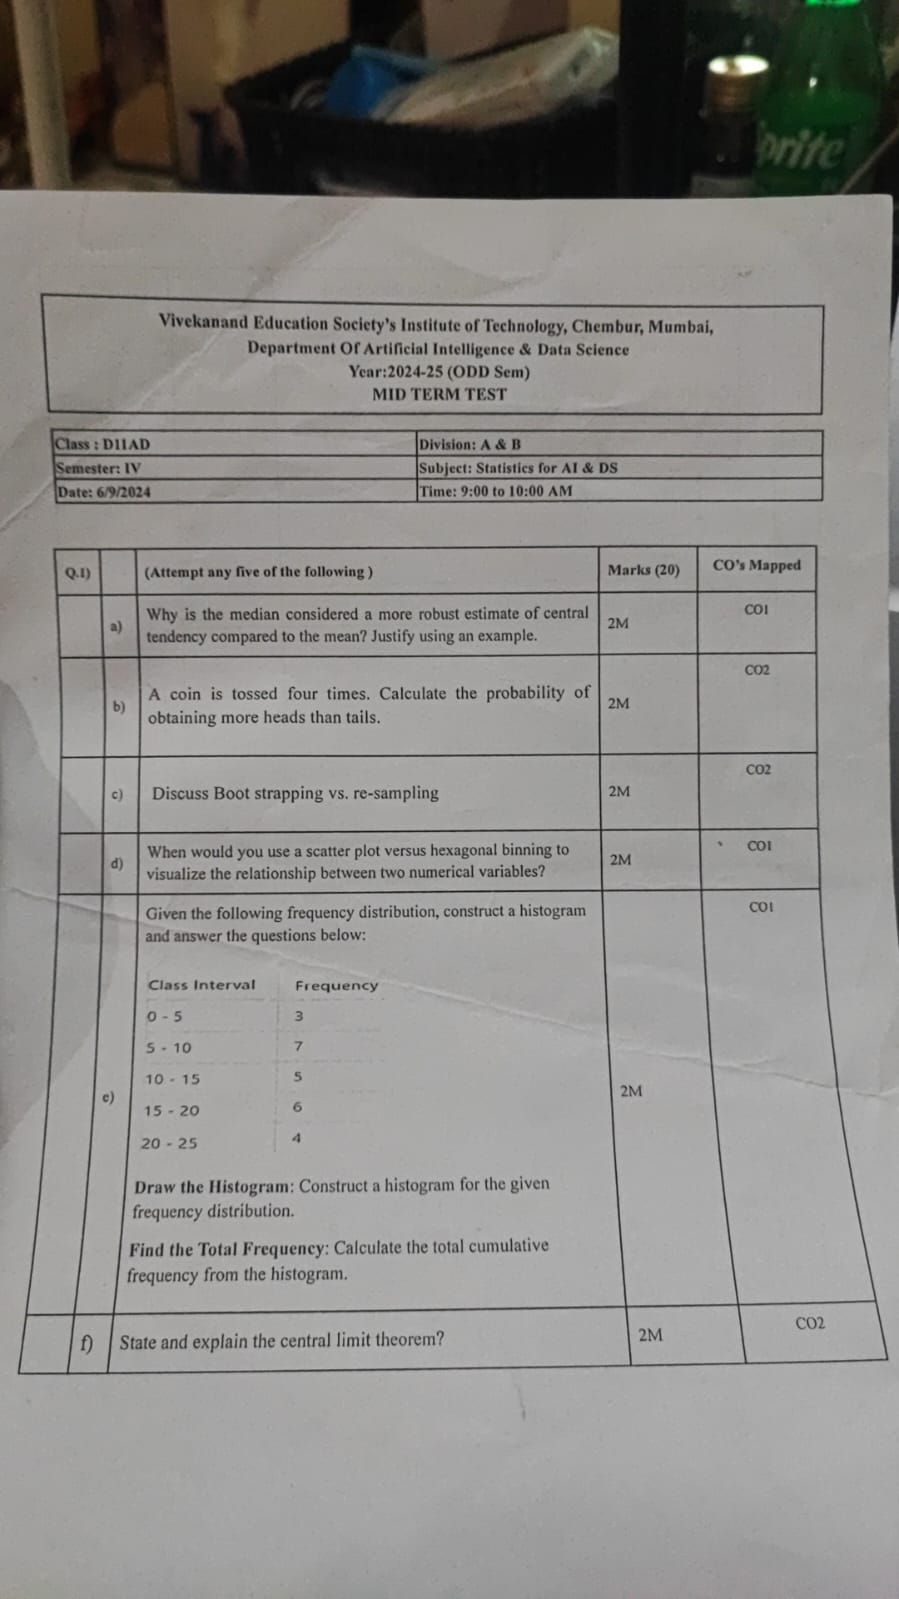 Sprite
Vivekanand Education Society's Institute of Technology, Chembur, Mumbai,
Department Of Artificial Intelligence & Data Science
Year:2024-25 (ODD Sem)
MID TERM TEST
Class : D11AD Division: A & B
Semester: IV Subject: Statistics for AI & DS
Date: 6/9/2024 Time: 9:00 to 10:00 AM
Q.1) (Attempt any five of the following ) Marks (20) CO's Mapped
a) Why is the median considered a more robust estimate of central
tendency compared to the mean? Justify using an example. 2M CO1
b) A coin is tossed four times. Calculate the probability of
obtaining more heads than tails. 2M CO2
c) Discuss Boot strapping vs. re-sampling 2M CO2
d) When would you use a scatter plot versus hexagonal binning to
visualize the relationship between two numerical variables? 2M CO1
e) Given the following frequency distribution, construct a histogram
and answer the questions below: 2M CO1
Class Interval Frequency
0 - 5 3
5 - 10 7
10 - 15 5
15 - 20 6
20 - 25 4
Draw the Histogram: Construct a histogram for the given
frequency distribution.
Find the Total Frequency: Calculate the total cumulative
frequency from the histogram.
f) State and explain the central limit theorem? 2M CO2